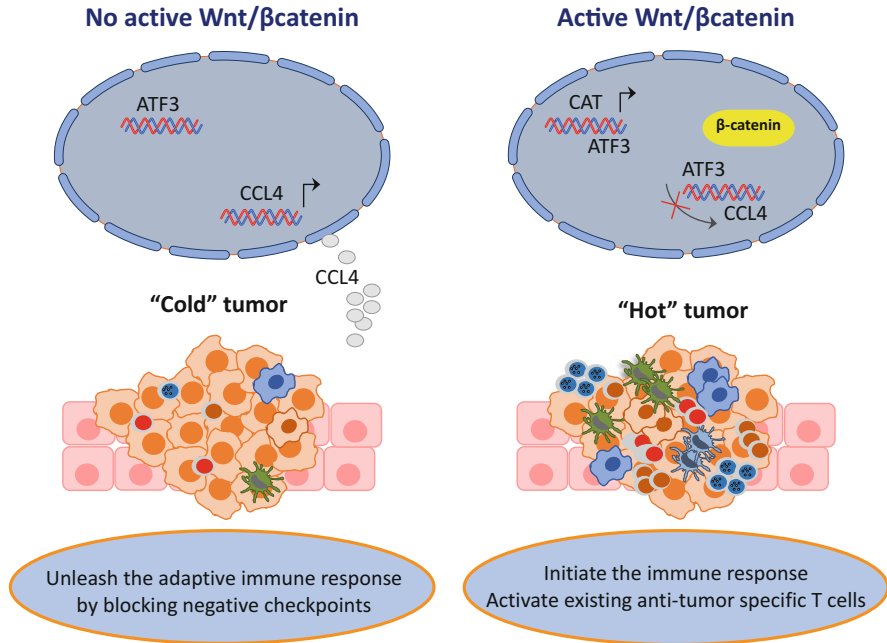 No active Wnt/βcatenin
ATF3
CCL4
CCL4
"Cold" tumor
Unleash the adaptive immune response
by blocking negative checkpoints
Active Wnt/βcatenin
CAT
ATF3
β-catenin
ATF3
CCL4
"Hot" tumor
Initiate the immune response
Activate existing anti-tumor specific T cells